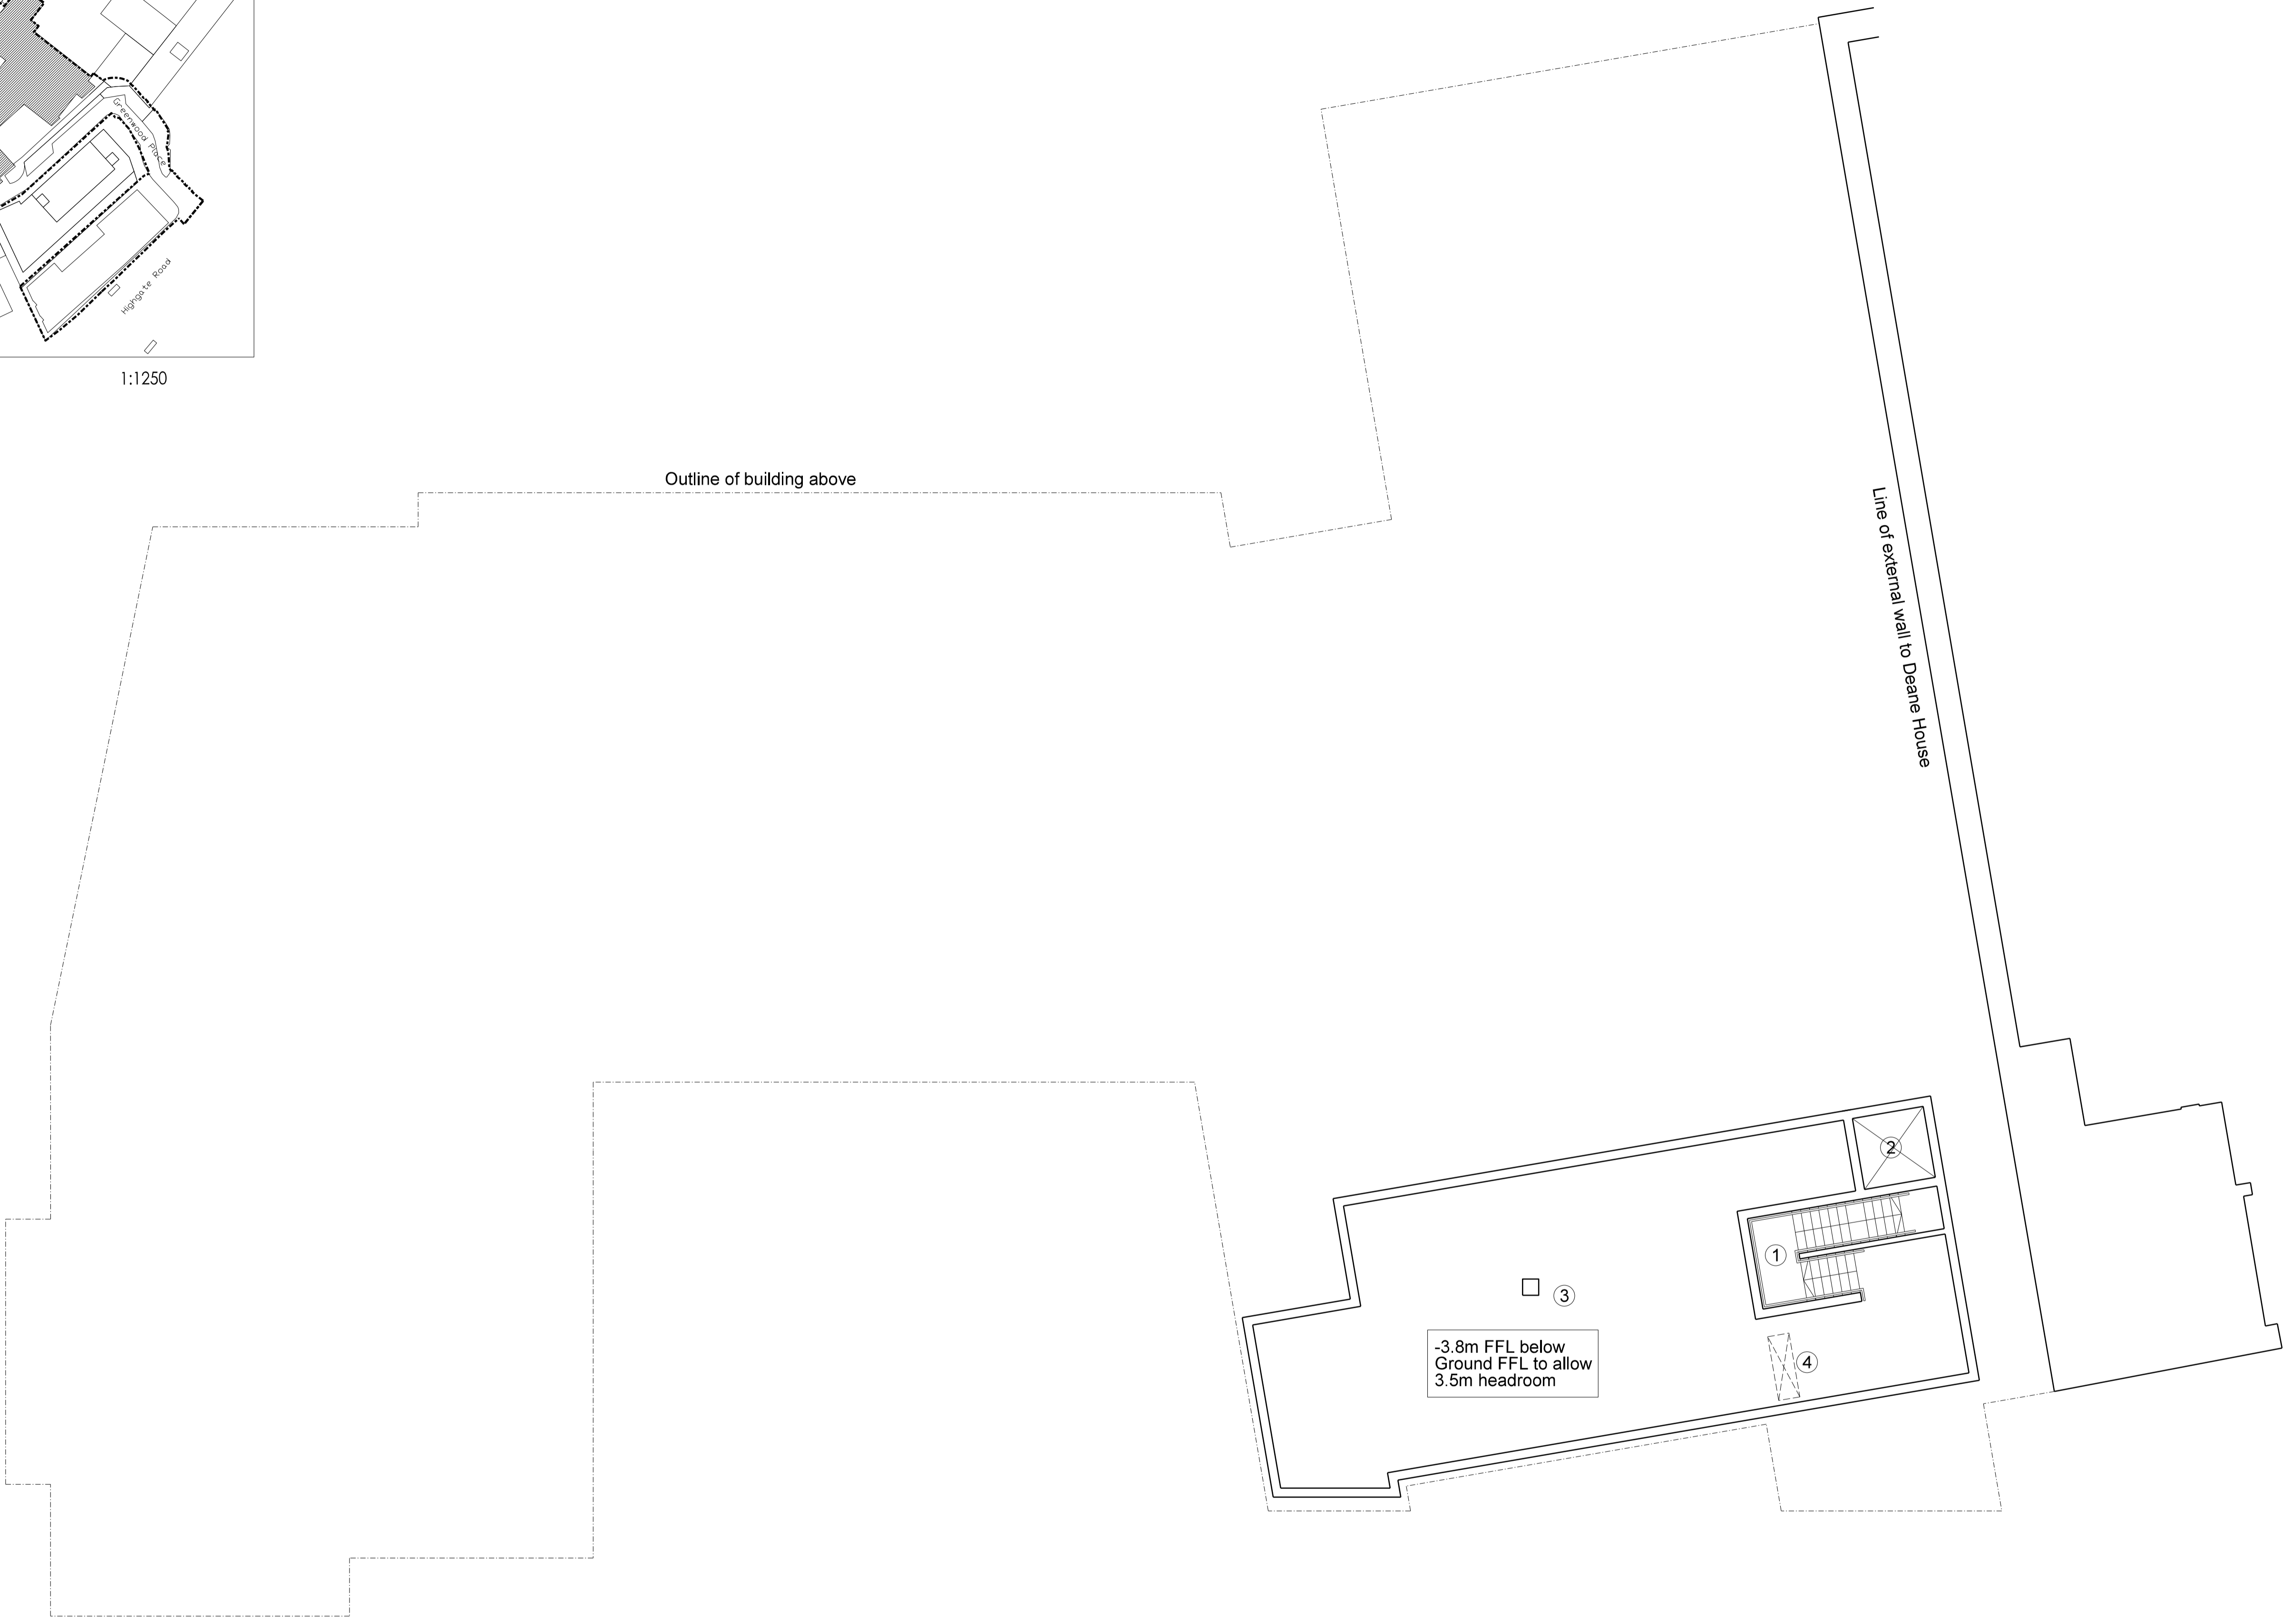 Greenwood Place
Highgate Road
1:1250
Outline of building above
Line of external wall to Deane House
2
1
3
-3.8m FFL below
Ground FFL to allow
3.5m headroom
4